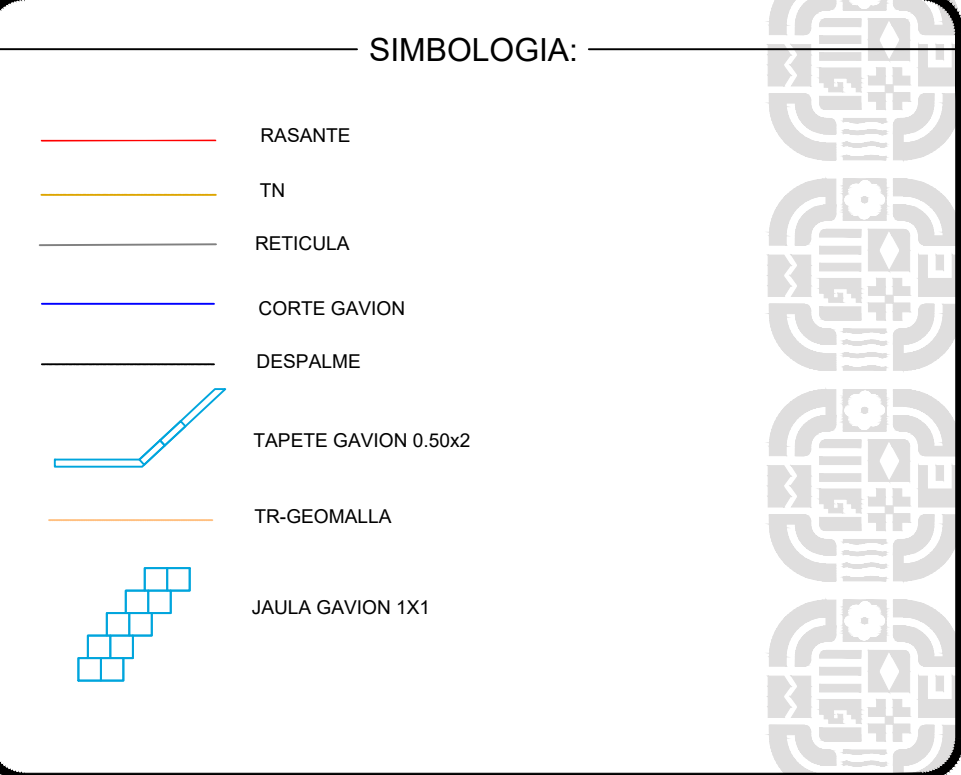 SIMBOLOGIA:
RASANTE
TN
RETICULA
CORTE GAVION
DESPALME
TAPETE GAVION 0.50x2
TR-GEOMALLA
JAULA GAVION 1X1